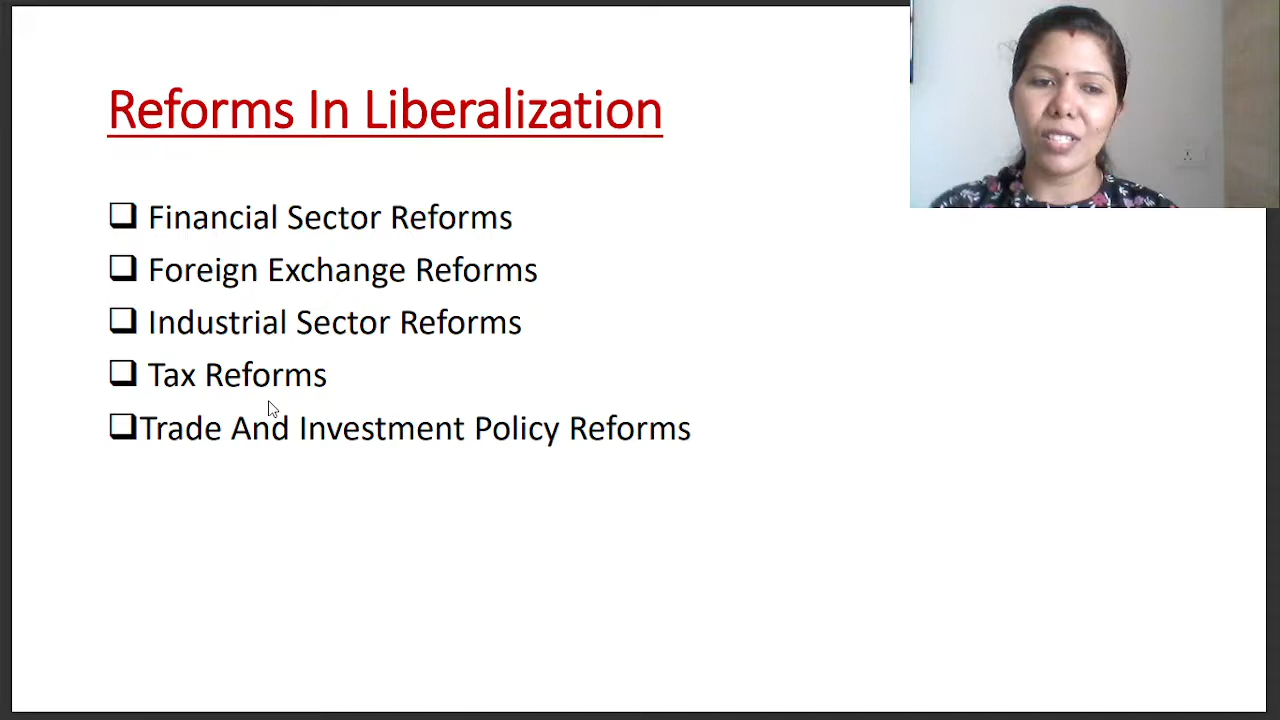 Reforms In Liberalization
Financial Sector Reforms
Foreign Exchange Reforms
Industrial Sector Reforms
Tax Reforms
Trade And Investment Policy Reforms